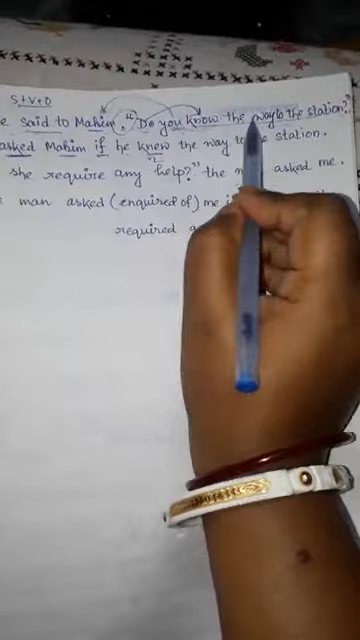 S+V+O
said to Mahim, "Do you know the way to the station?"
asked Mahim if he knew the way to the station.
she require any help?" the asked me.
man asked (enquired of) me
required